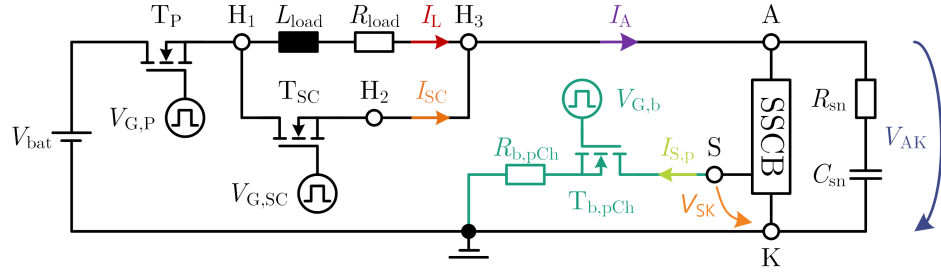 T_P
H_1
L_load
R_load
I_L
H_3
I_A
A
V_G,P
T_SC
H_2
I_SC
V_G,b
R_sn
V_bat
SSCB
V_AK
R_b,pCh
I_S,p
S
V_G,SC
T_b,pCh
V_SK
C_sn
K